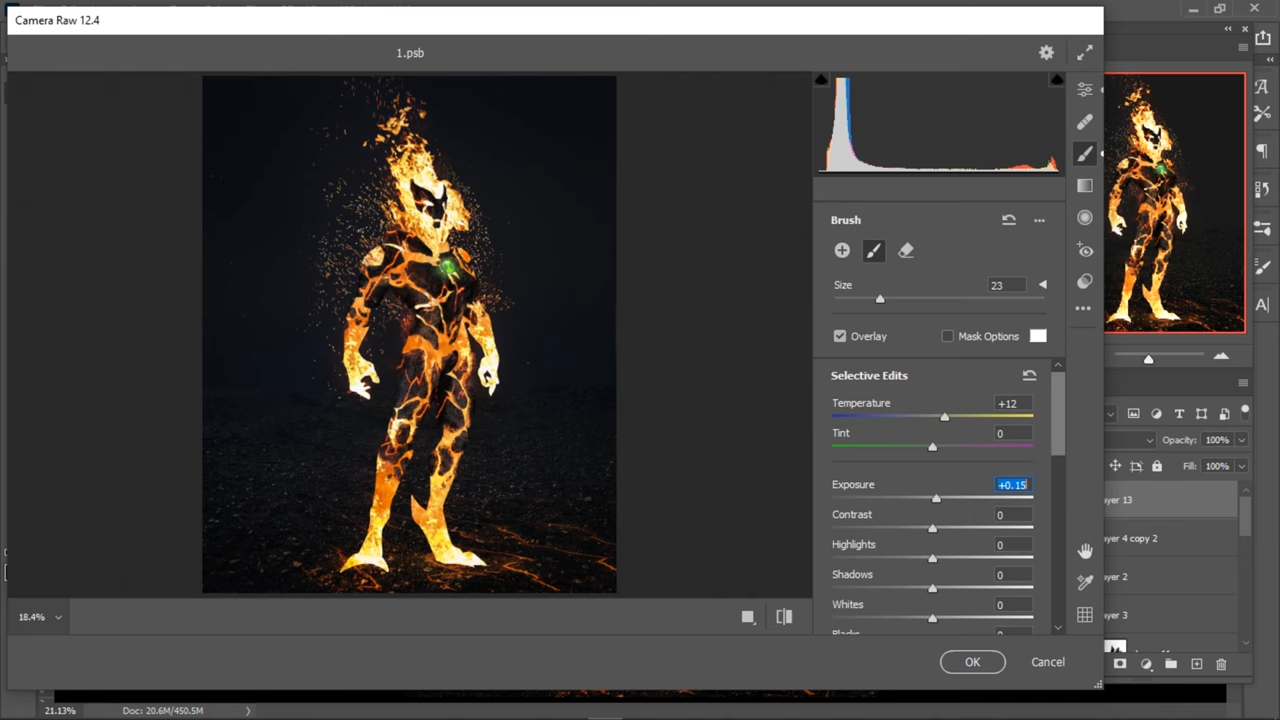 Camera Raw 12.4
1.psb
Brush
Size 23
Overlay Mask Options
Selective Edits
Temperature +12
Tint 0
Exposure +0.15
Contrast 0
Highlights 0
Shadows 0
Whites 0
Blacks
18.4%
OK Cancel
Opacity: 100%
Fill: 100%
yer 13
yer 4 copy 2
yer 2
yer 3
21.13% Doc: 20.6M/450.5M